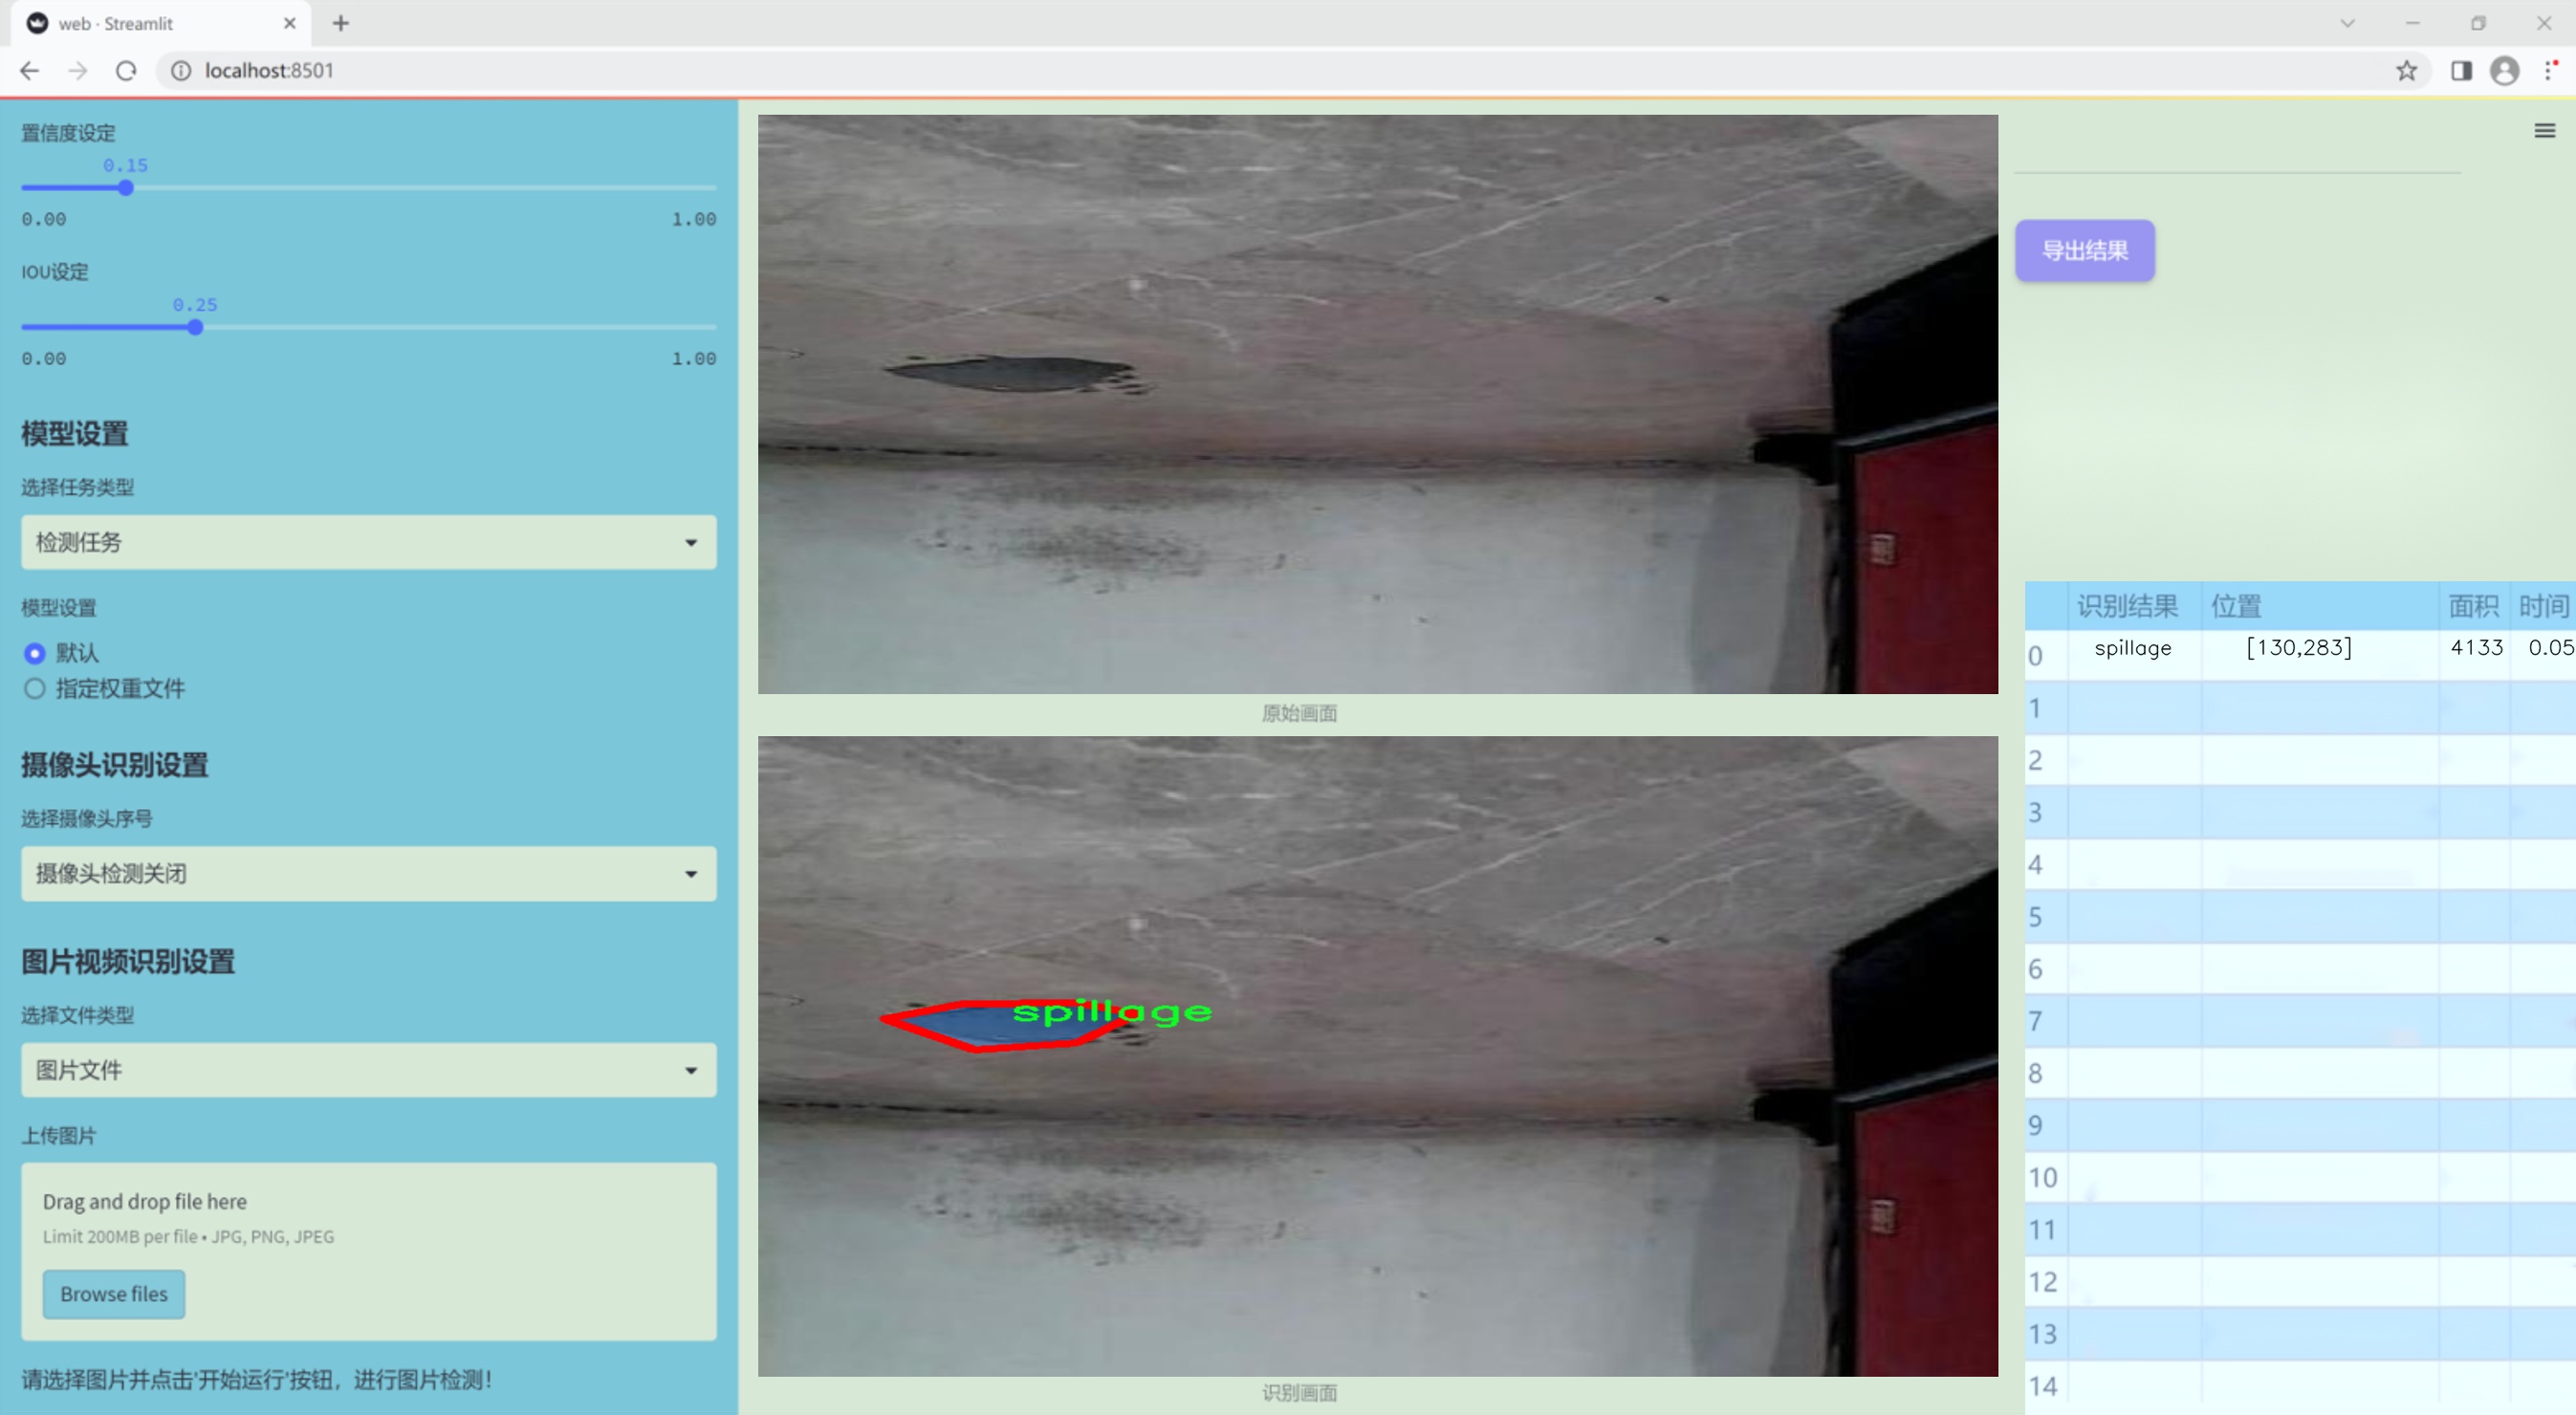 web · Streamlit
localhost:8501
置信度设定
0.15
0.00 1.00
IOU设定
0.25
0.00 1.00
模型设置
选择任务类型
检测任务
模型设置
默认
指定权重文件
摄像头识别设置
选择摄像头序号
摄像头检测关闭
图片视频识别设置
选择文件类型
图片文件
上传图片
Drag and drop file here
Limit 200MB per file • JPG, PNG, JPEG
Browse files
请选择图片并点击'开始运行'按钮，进行图片检测！
原始画面
spillage
识别画面
导出结果
识别结果 位置 面积 时间
0 spillage [130,283] 4133 0.05
1
2
3
4
5
6
7
8
9
10
11
12
13
14